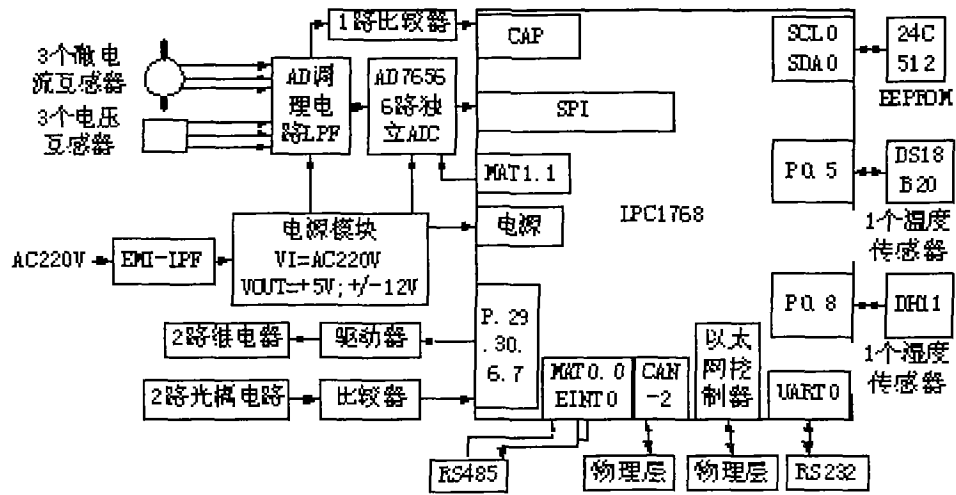 1路比较器
CAP
SCL0
SDA0
24C
512
EEPROM
3个微电
流互感器
3个电压
互感器
AD调
理电
路LPF
AD7656
6路独
立ADC
SPI
MAT1.1
LPC1768
P0.5
DS18
B20
1个温度
传感器
电源
AC220V
EMI-LPF
电源模块
VI=AC220V
VOUT=+5V;+/-12V
P0.8
DH11
1个湿度
传感器
2路继电器
驱动器
P.29
.30.
6.7
2路光耦电路
比较器
MAT0.0
EINT0
CAN
-2
以太
网控
制器
UART0
RS485
物理层
物理层
RS232